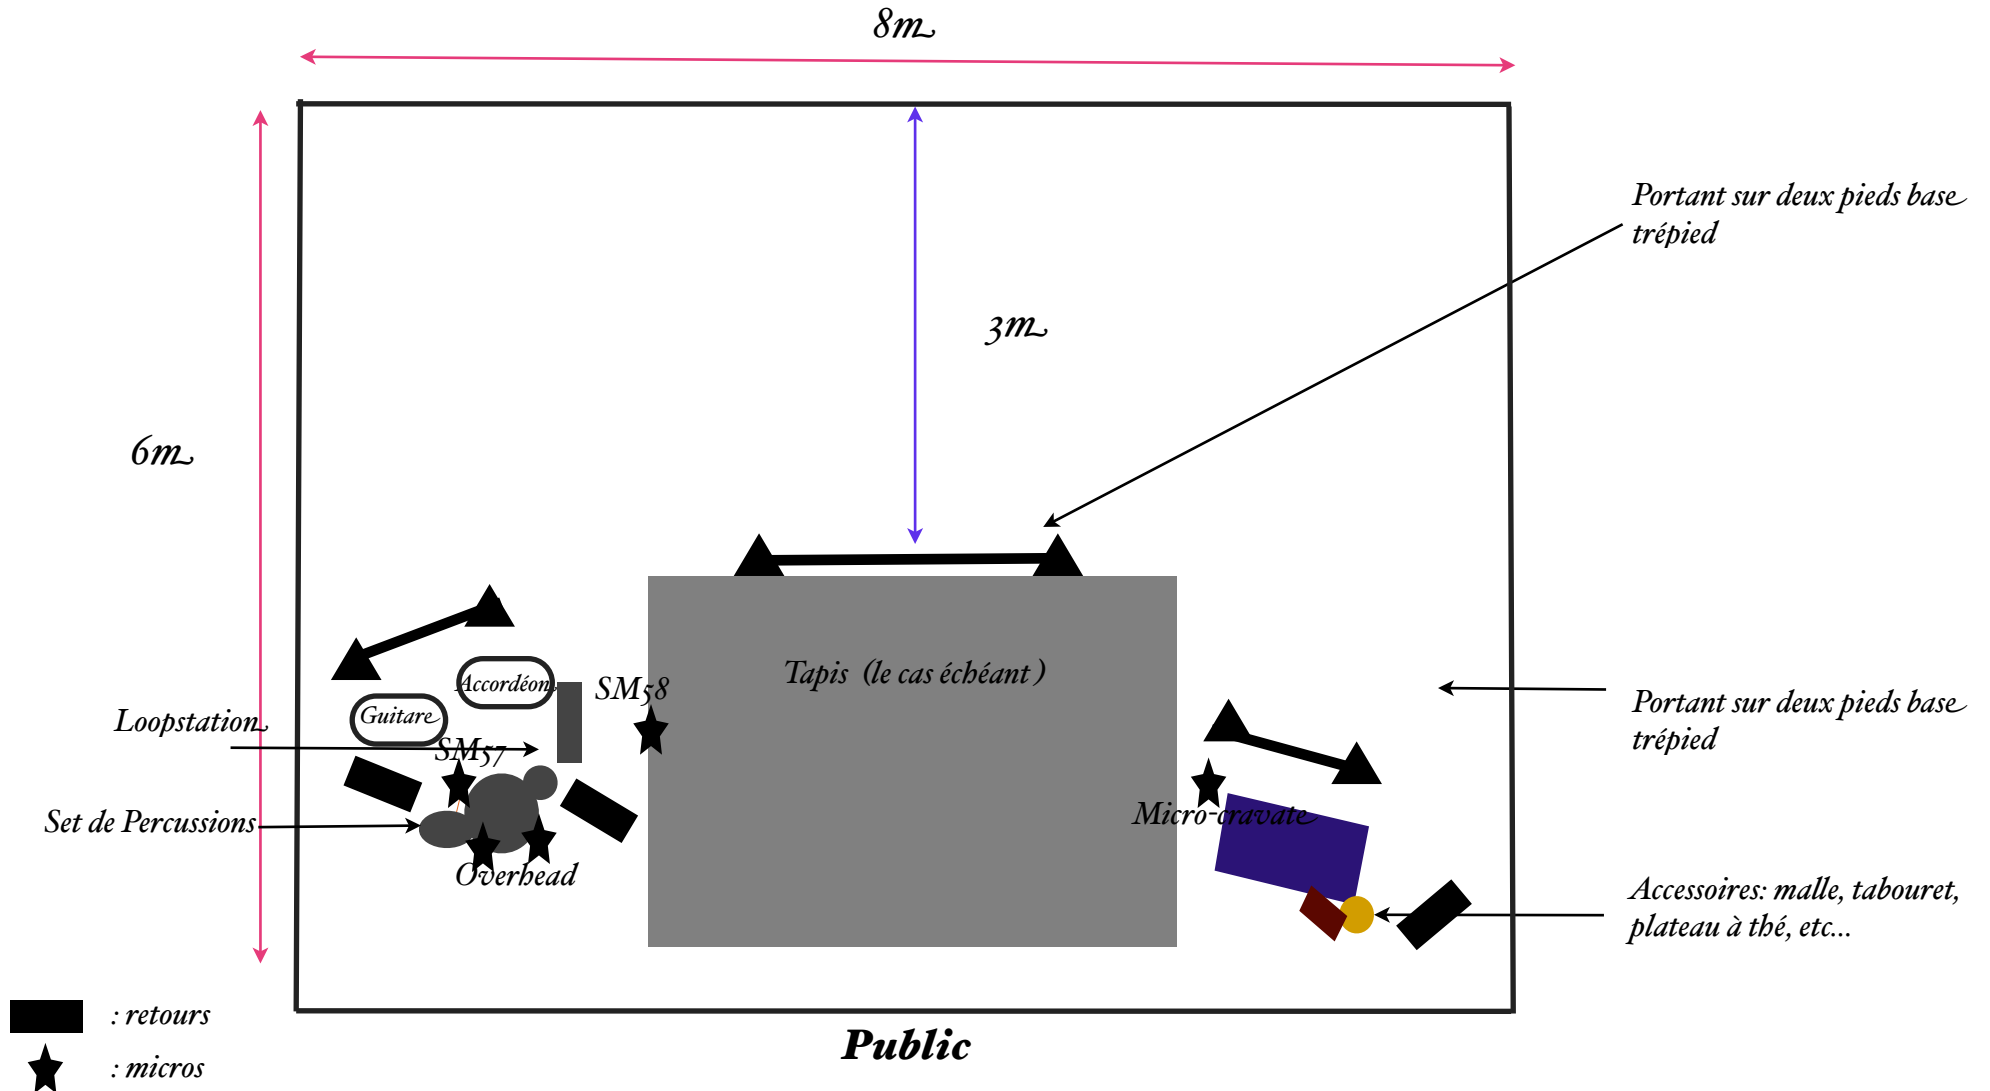 8m
Portant sur deux pieds base
trépied
3m
6m
Tapis (le cas échéant )
Accordéon
SM58
Guitare
Loopstation
SM57
Portant sur deux pieds base
trépied
Micro-cravate
Set de Percussions
Overhead
Accessoires: malle, tabouret,
plateau à thé, etc...
: retours
Public
: micros